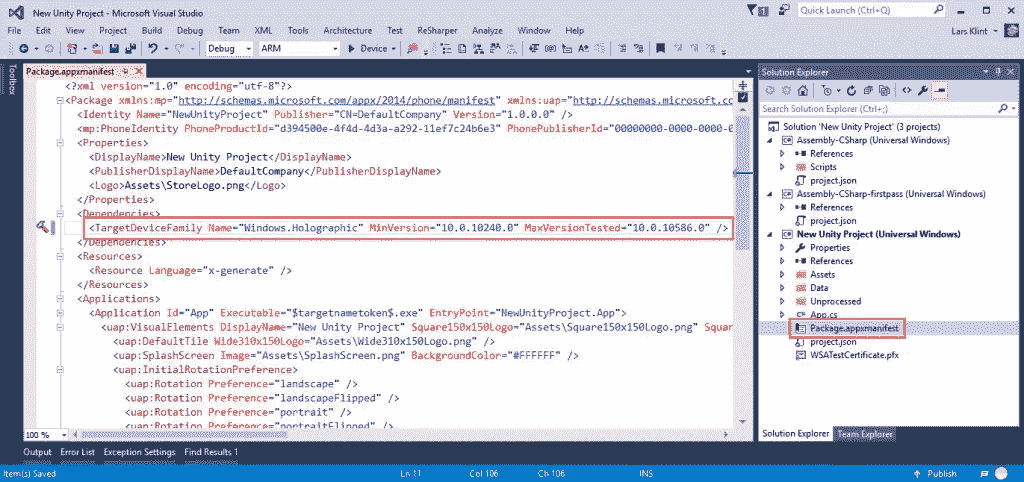 New Unity Project - Microsoft Visual Studio
Quick Launch (Ctrl+;)
File Edit View Project Build Debug Team XML Tools Architecture Test ReSharper Analyze Window Help
Lars Klint
Debug ARM Device
Toolbox
Package.appxmanifest
<?xml version="1.0" encoding="utf-8"?>
<Package xmlns:mp="http://schemas.microsoft.com/appx/2014/phone/manifest" xmlns:uap="http://schemas.microsoft.co
<Identity Name="NewUnityProject" Publisher="CN=DefaultCompany" Version="1.0.0.0" />
<mp:PhoneIdentity PhoneProductId="d394500e-4f4d-4d3a-a292-11ef7c24b6e3" PhonePublisherId="00000000-0000-0000-0
<Properties>
<DisplayName>New Unity Project</DisplayName>
<PublisherDisplayName>DefaultCompany</PublisherDisplayName>
<Logo>Assets\StoreLogo.png</Logo>
</Properties>
<Dependencies>
<TargetDeviceFamily Name="Windows.Holographic" MinVersion="10.0.10240.0" MaxVersionTested="10.0.10586.0" />
</Dependencies>
<Resources>
<Resource Language="x-generate" />
</Resources>
<Applications>
<Application Id="App" Executable="$targetnametoken$.exe" EntryPoint="NewUnityProject.App">
<uap:VisualElements DisplayName="New Unity Project" Square150x150Logo="Assets\Square150x150Logo.png" Squar
<uap:DefaultTile Wide310x150Logo="Assets\Wide310x150Logo.png" />
<uap:SplashScreen Image="Assets\SplashScreen.png" BackgroundColor="#FFFFFF" />
<uap:InitialRotationPreference>
<uap:Rotation Preference="landscape" />
<uap:Rotation Preference="landscapeFlipped" />
<uap:Rotation Preference="portrait" />
<uap:Rotation Preference="portraitFlipped" />
100 %
Solution Explorer
Search Solution Explorer (Ctrl+;)
Solution 'New Unity Project' (3 projects)
Assembly-CSharp (Universal Windows)
References
Scripts
project.json
Assembly-CSharp-firstpass (Universal Windows)
References
project.json
New Unity Project (Universal Windows)
Properties
References
Assets
Data
Unprocessed
App.cs
Package.appxmanifest
project.json
WSATestCertificate.pfx
Solution Explorer Team Explorer
Output Error List Exception Settings Find Results 1
Item(s) Saved Ln 11 Col 106 Ch 106 INS Publish